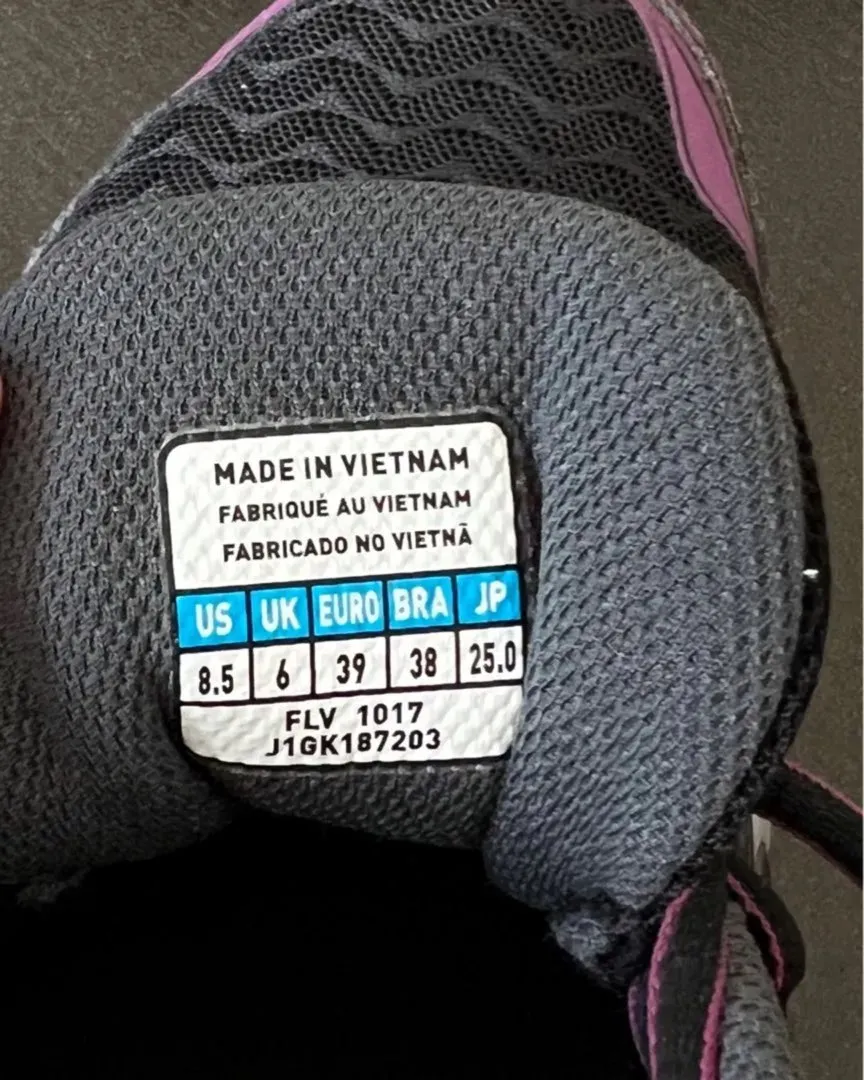 MADE IN VIETNAM
FABRIQUÉ AU VIETNAM
FABRICADO NO VIETNÃ
US UK EURO BRA JP
8.5 6 39 38 25.0
FLV 1017
J1GK187203